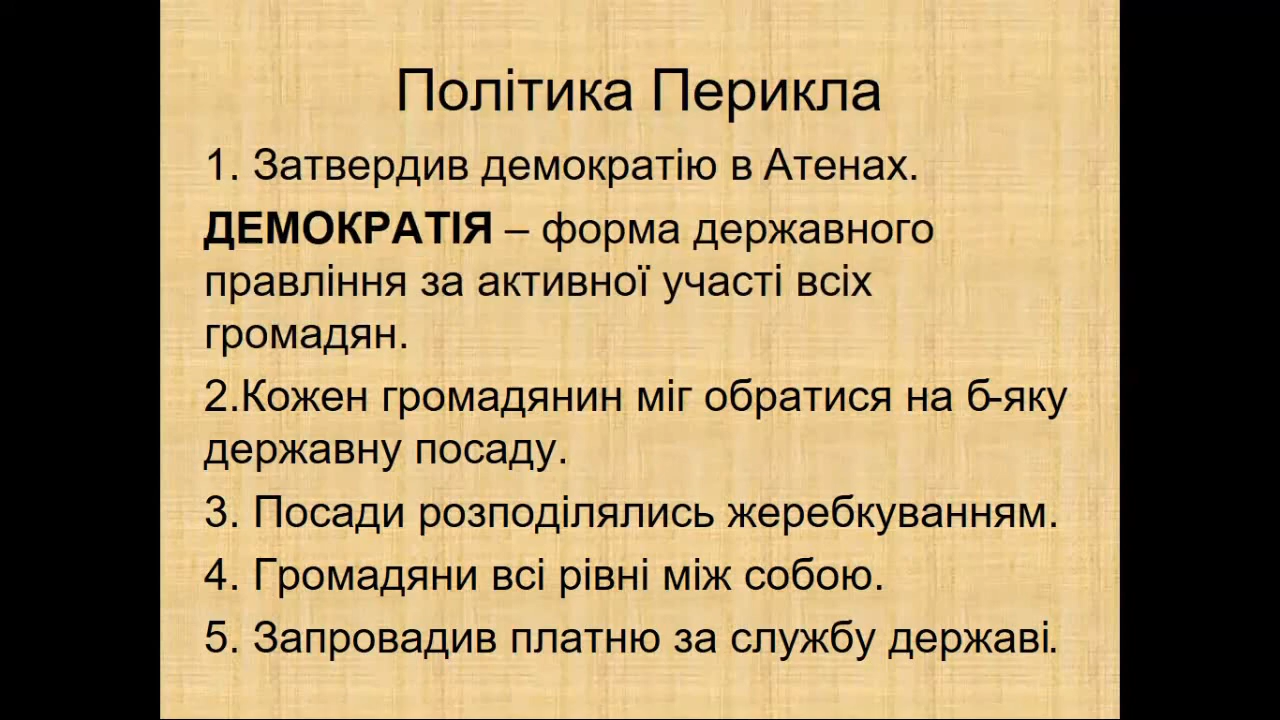 Політика Перикла
1. Затвердив демократію в Атенах.
ДЕМОКРАТІЯ – форма державного
правління за активної участі всіх
громадян.
2.Кожен громадянин міг обратися на б-яку
державну посаду.
3. Посади розподілялись жеребкуванням.
4. Громадяни всі рівні між собою.
5. Запровадив платню за службу державі.